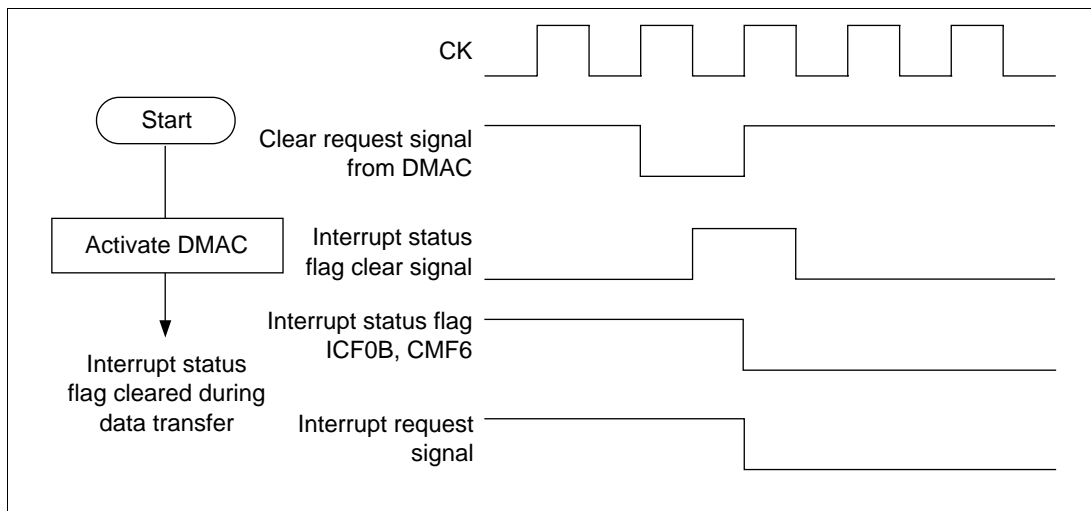 CK
Start
Clear request signal
from DMAC
Activate DMAC
Interrupt status
flag clear signal
Interrupt status flag
ICF0B, CMF6
Interrupt status
flag cleared during
data transfer
Interrupt request
signal